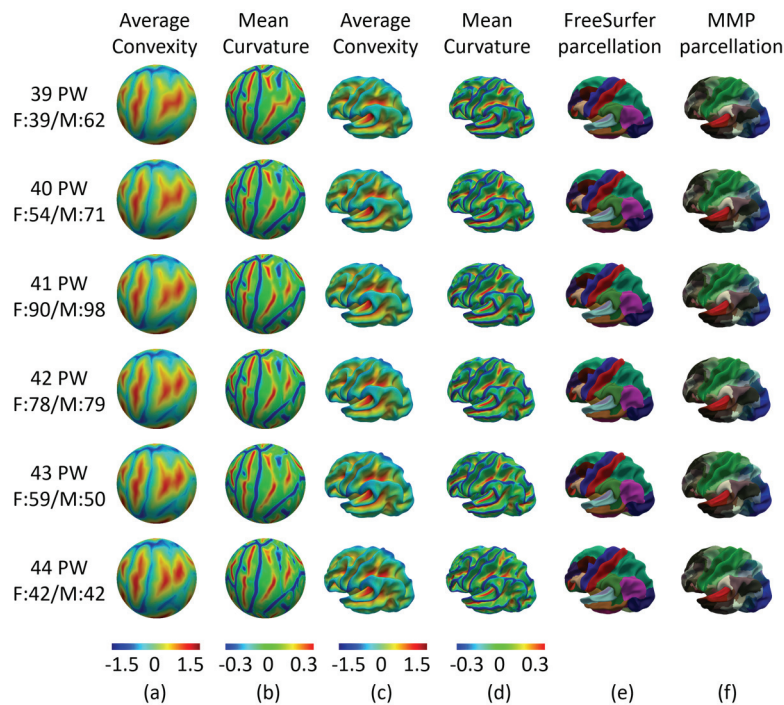 Average Mean Average Mean FreeSurfer MMP
Convexity Curvature Convexity Curvature parcellation parcellation
39 PW
F:39/M:62
40 PW
F:54/M:71
41 PW
F:90/M:98
42 PW
F:78/M:79
43 PW
F:59/M:50
44 PW
F:42/M:42
-1.5 0 1.5 -0.3 0 0.3 -1.5 0 1.5 -0.3 0 0.3
(a) (b) (c) (d) (e) (f)